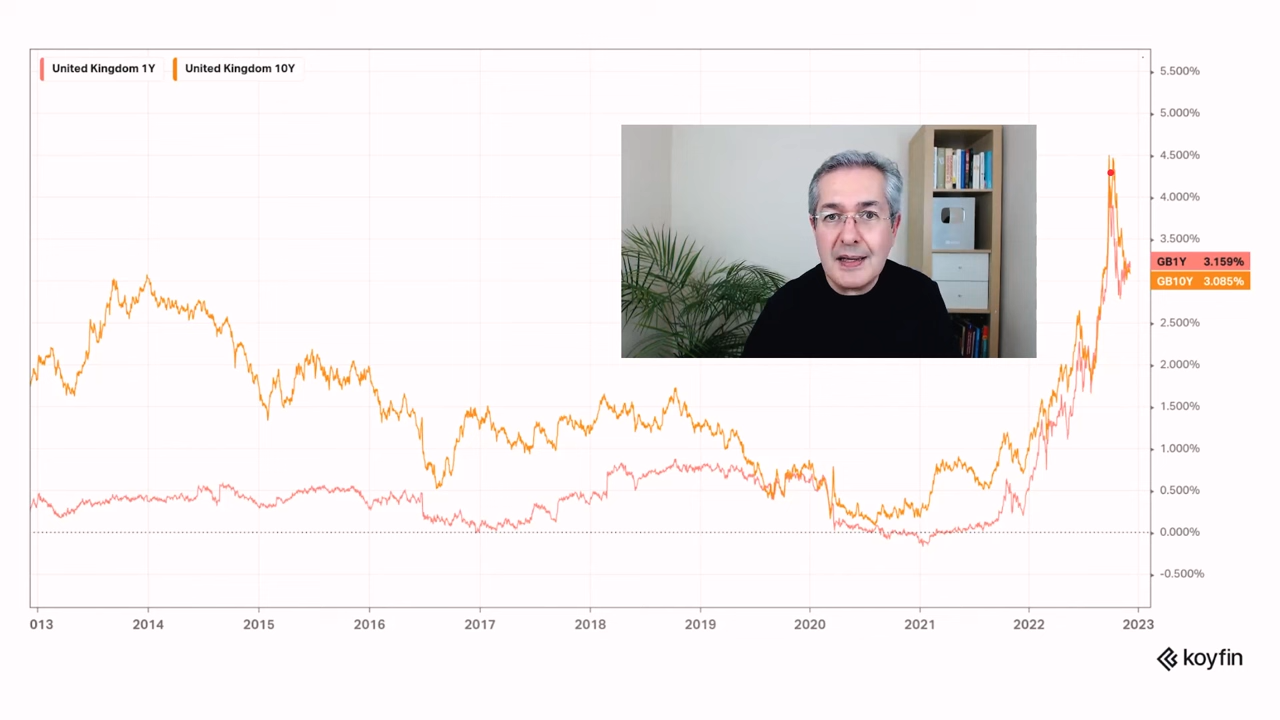 United Kingdom 1Y United Kingdom 10Y
5.500%
5.000%
4.500%
4.000%
3.500%
GB1Y 3.159%
GB10Y 3.085%
2.500%
2.000%
1.500%
1.000%
0.500%
0.000%
-0.500%
013 2014 2015 2016 2017 2018 2019 2020 2021 2022 2023
koyfin